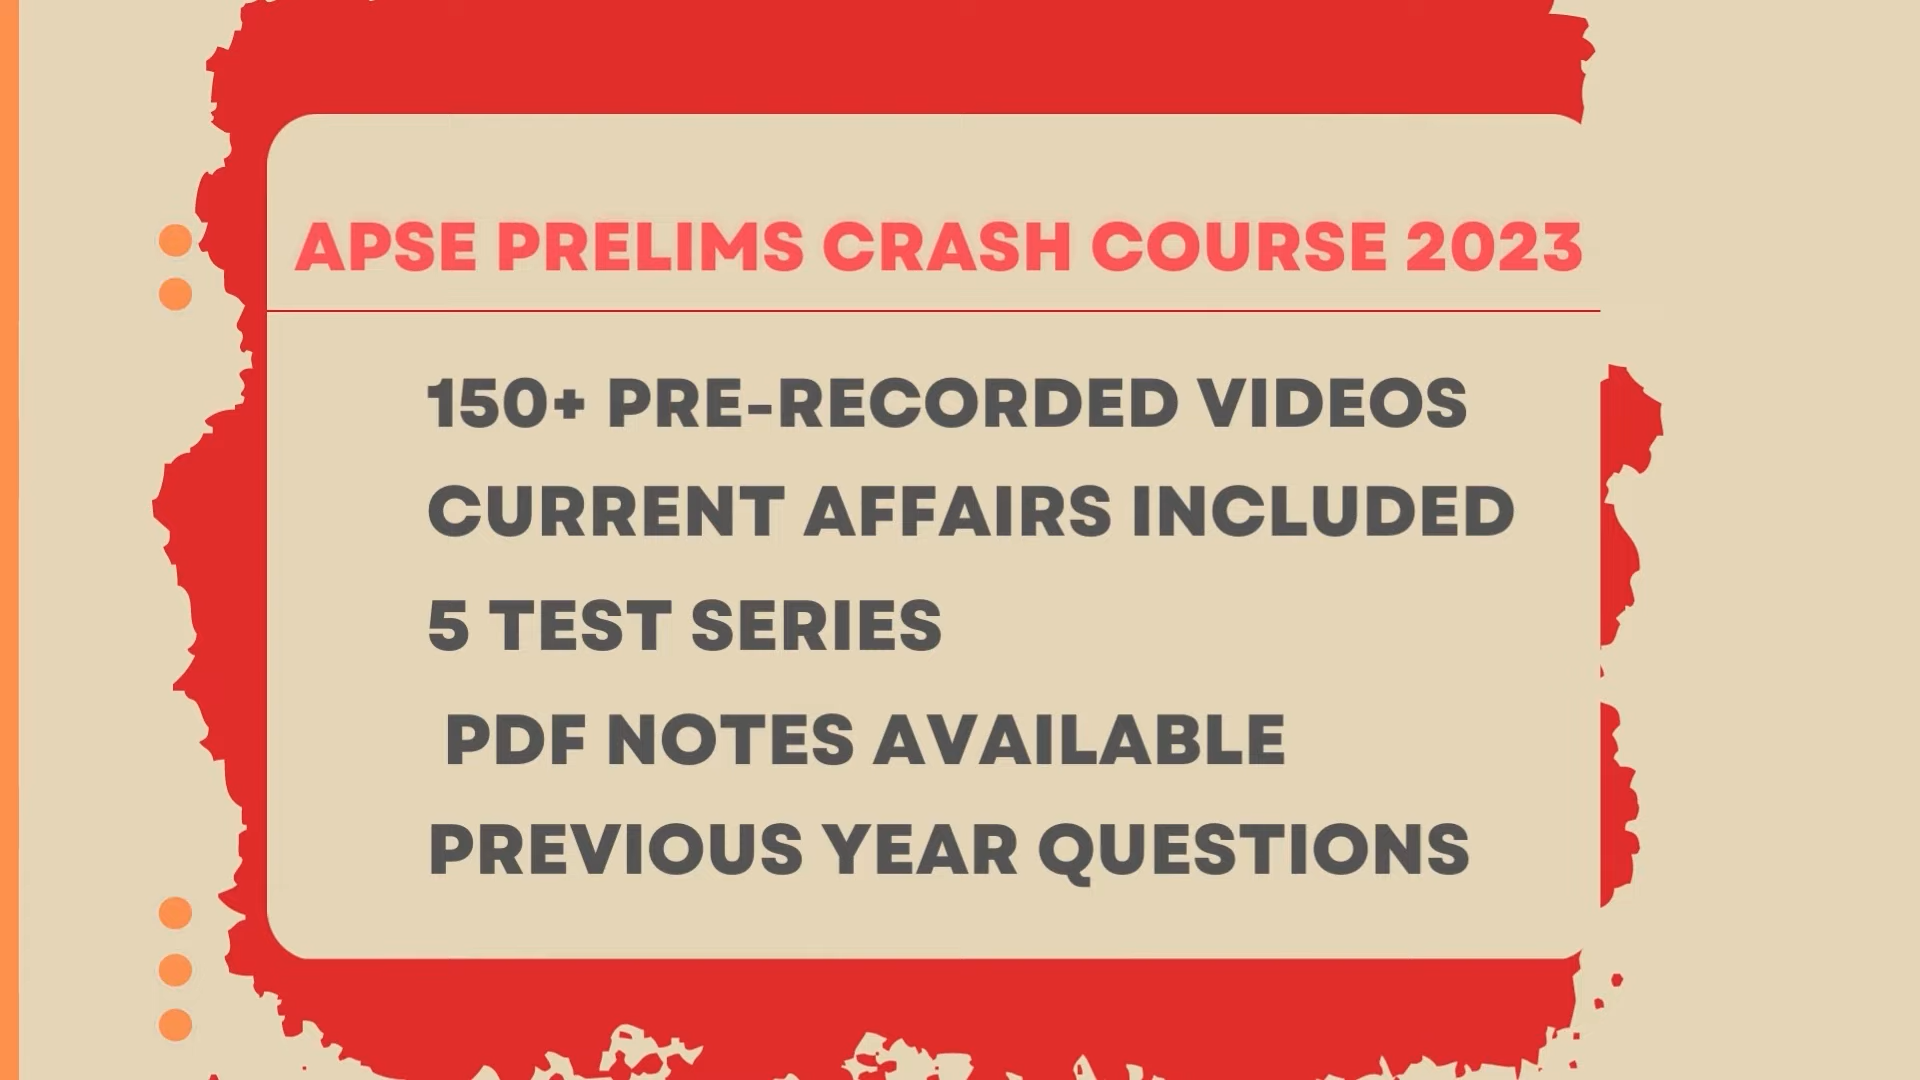 APSE PRELIMS CRASH COURSE 2023
150+ PRE-RECORDED VIDEOS
CURRENT AFFAIRS INCLUDED
5 TEST SERIES
PDF NOTES AVAILABLE
PREVIOUS YEAR QUESTIONS